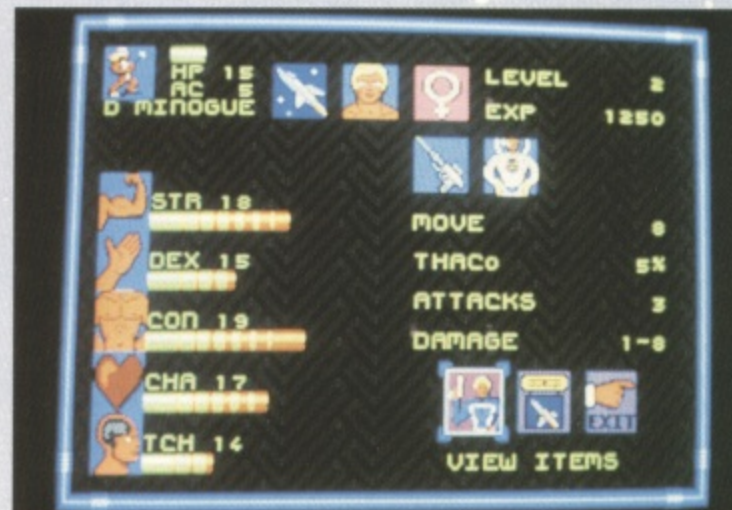 HP 15
AC 5
D MINOGUE
LEVEL 2
EXP 1250
STR 18
DEX 15
CON 19
CHA 17
TCH 14
MOVE 8
THACo 5%
ATTACKS 3
DAMAGE 1-8
EXIT
VIEW ITEMS